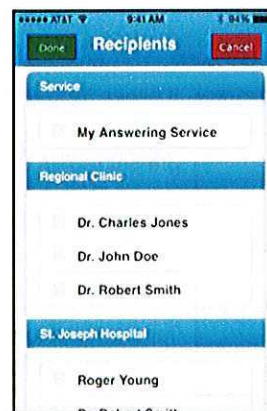 AT&T 9:41 AM 94%
Done Recipients Cancel
Service
My Answering Service
Regional Clinic
Dr. Charles Jones
Dr. John Doe
Dr. Robert Smith
St. Joseph Hospital
Roger Young